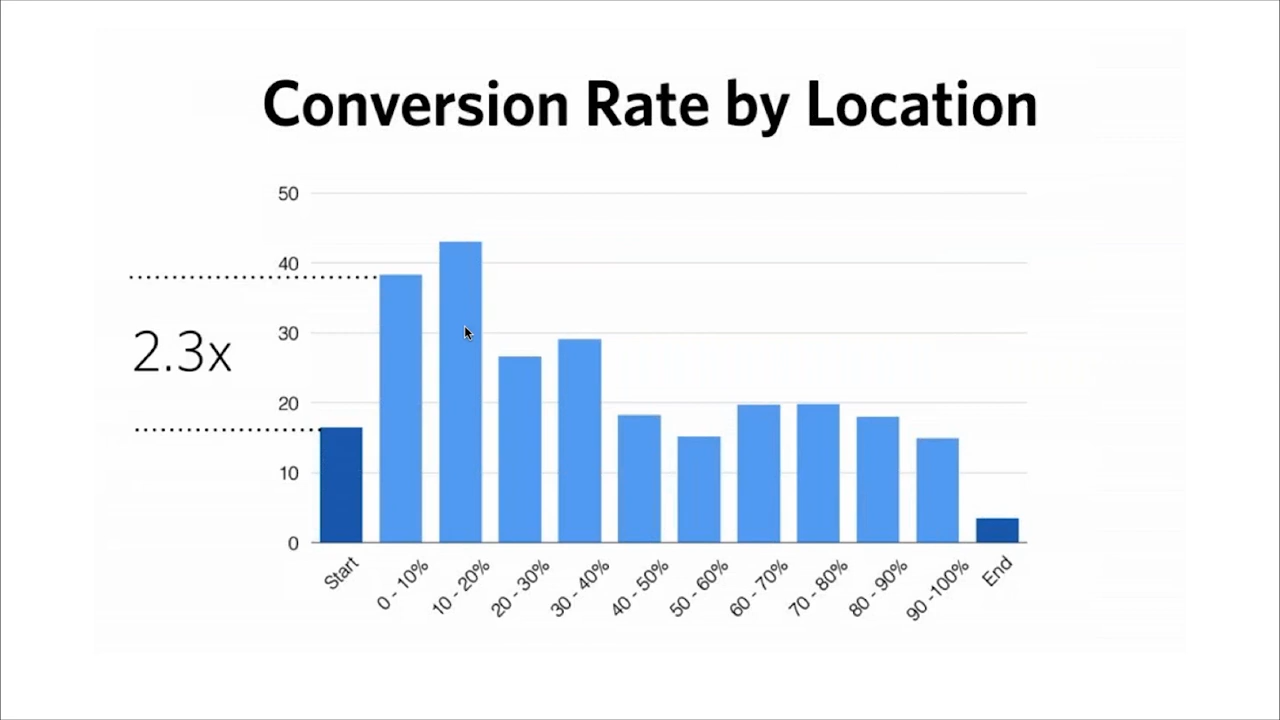 Conversion Rate by Location
50
40
30
20
10
0
2.3x
Start
0 - 10%
10 - 20%
20 - 30%
30 - 40%
40 - 50%
50 - 60%
60 - 70%
70 - 80%
80 - 90%
90 -100%
End